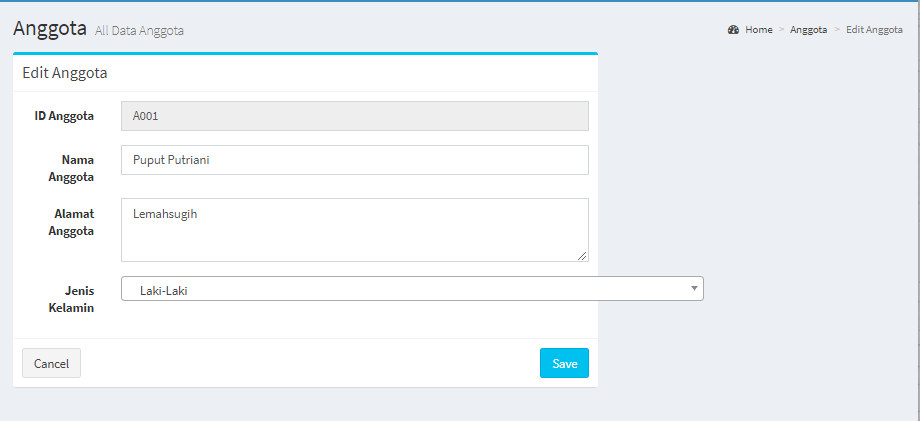 Anggota All Data Anggota
Home > Anggota > Edit Anggota
Edit Anggota
ID Anggota
A001
Nama
Anggota
Puput Putriani
Alamat
Anggota
Lemahsugih
Jenis
Kelamin
Laki-Laki
Cancel
Save